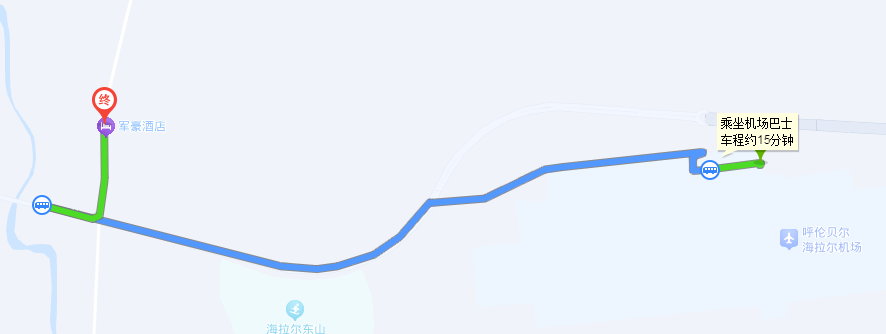 终
军豪酒店
乘坐机场巴士
车程约15分钟
呼伦贝尔
海拉尔机场
海拉尔东山